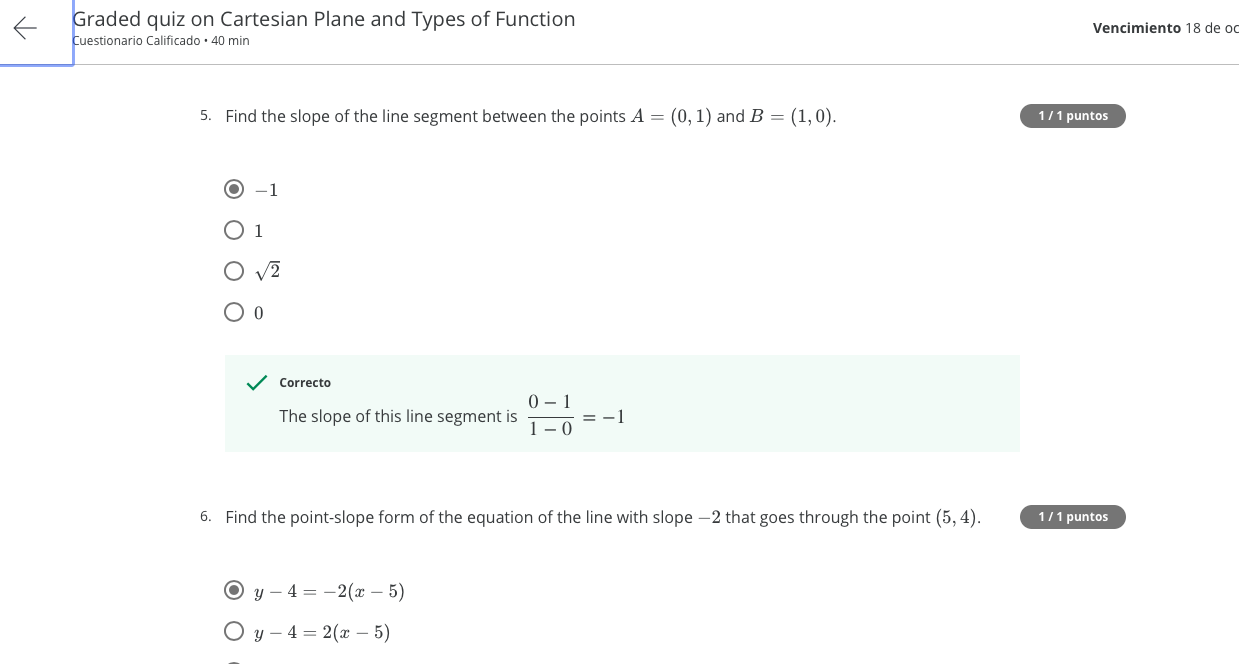 Graded quiz on Cartesian Plane and Types of Function
Cuestionario Calificado • 40 min
Vencimiento 18 de oc
5. Find the slope of the line segment between the points A = (0, 1) and B = (1, 0).
1 / 1 puntos
−1
1
√2
0
Correcto
The slope of this line segment is (0 − 1)/(1 − 0) = −1
6. Find the point-slope form of the equation of the line with slope −2 that goes through the point (5, 4).
1 / 1 puntos
y − 4 = −2(x − 5)
y − 4 = 2(x − 5)